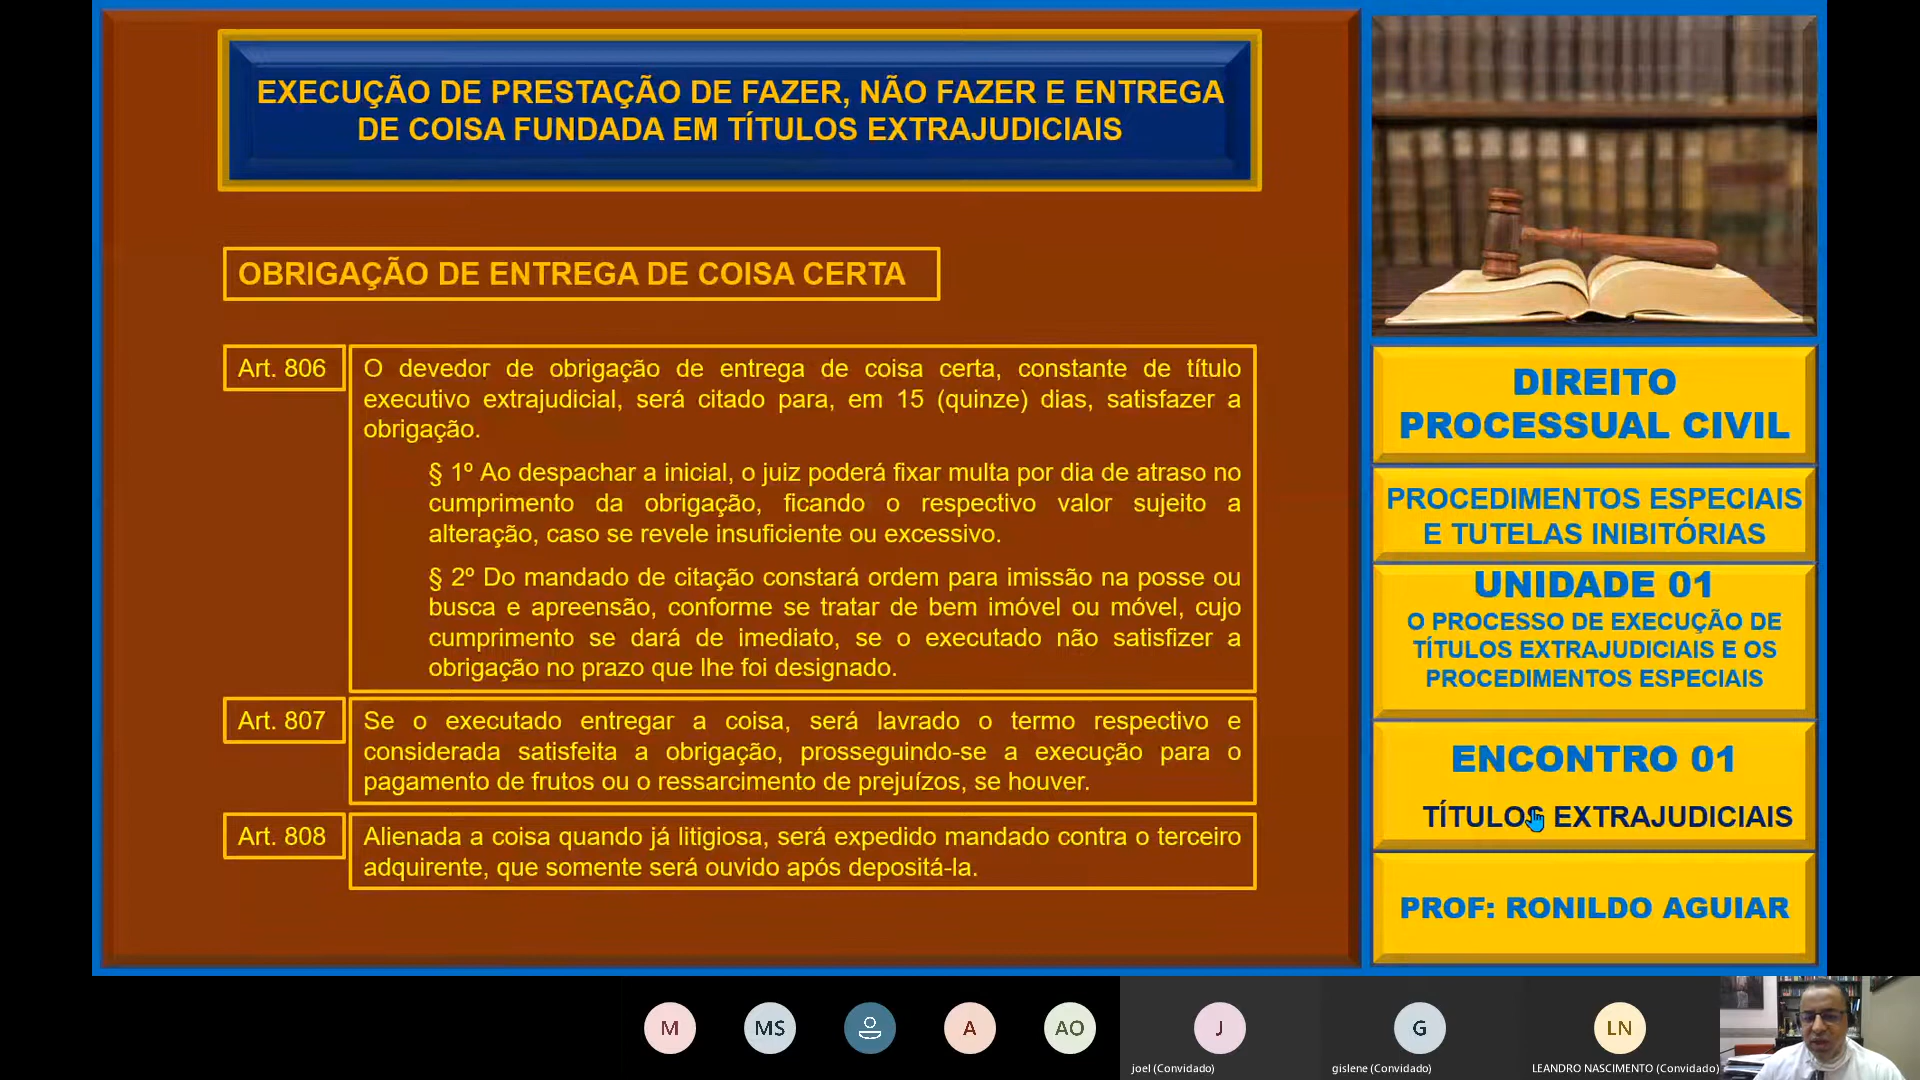 EXECUÇÃO DE PRESTAÇÃO DE FAZER, NÃO FAZER E ENTREGA
DE COISA FUNDADA EM TÍTULOS EXTRAJUDICIAIS
OBRIGAÇÃO DE ENTREGA DE COISA CERTA
Art. 806
O devedor de obrigação de entrega de coisa certa, constante de título
executivo extrajudicial, será citado para, em 15 (quinze) dias, satisfazer a
obrigação.
§ 1º Ao despachar a inicial, o juiz poderá fixar multa por dia de atraso no
cumprimento da obrigação, ficando o respectivo valor sujeito a
alteração, caso se revele insuficiente ou excessivo.
§ 2º Do mandado de citação constará ordem para imissão na posse ou
busca e apreensão, conforme se tratar de bem imóvel ou móvel, cujo
cumprimento se dará de imediato, se o executado não satisfizer a
obrigação no prazo que lhe foi designado.
Art. 807
Se o executado entregar a coisa, será lavrado o termo respectivo e
considerada satisfeita a obrigação, prosseguindo-se a execução para o
pagamento de frutos ou o ressarcimento de prejuízos, se houver.
Art. 808
Alienada a coisa quando já litigiosa, será expedido mandado contra o terceiro
adquirente, que somente será ouvido após depositá-la.
DIREITO
PROCESSUAL CIVIL
PROCEDIMENTOS ESPECIAIS
E TUTELAS INIBITÓRIAS
UNIDADE 01
O PROCESSO DE EXECUÇÃO DE
TÍTULOS EXTRAJUDICIAIS E OS
PROCEDIMENTOS ESPECIAIS
ENCONTRO 01
TÍTULOS EXTRAJUDICIAIS
PROF: RONILDO AGUIAR
M
MS
A
AO
J
G
LN
joel (Convidado)
gislene (Convidado)
LEANDRO NASCIMENTO (Convidado)